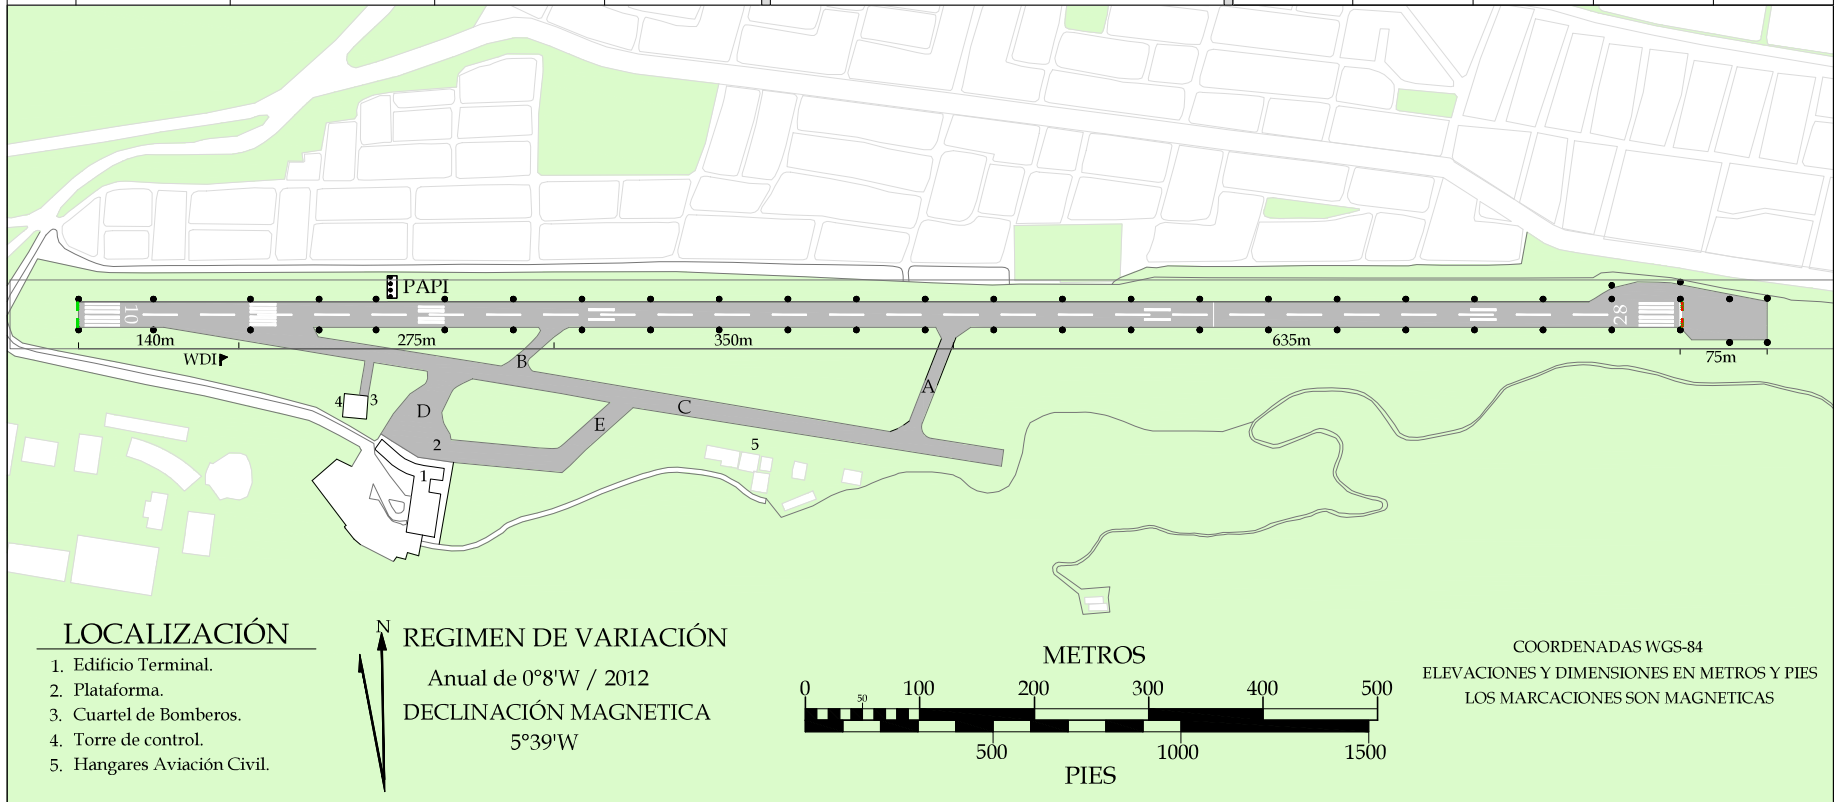 PAPI
10
28
140m
275m
350m
635m
75m
WDI
B
A
4
3
D
C
E
2
5
1
LOCALIZACIÓN
1. Edificio Terminal.
2. Plataforma.
3. Cuartel de Bomberos.
4. Torre de control.
5. Hangares Aviación Civil.
N
REGIMEN DE VARIACIÓN
Anual de 0°8'W / 2012
DECLINACIÓN MAGNETICA
5°39'W
METROS
0 50 100 200 300 400 500
500 1000 1500
PIES
COORDENADAS WGS-84
ELEVACIONES Y DIMENSIONES EN METROS Y PIES
LOS MARCACIONES SON MAGNETICAS